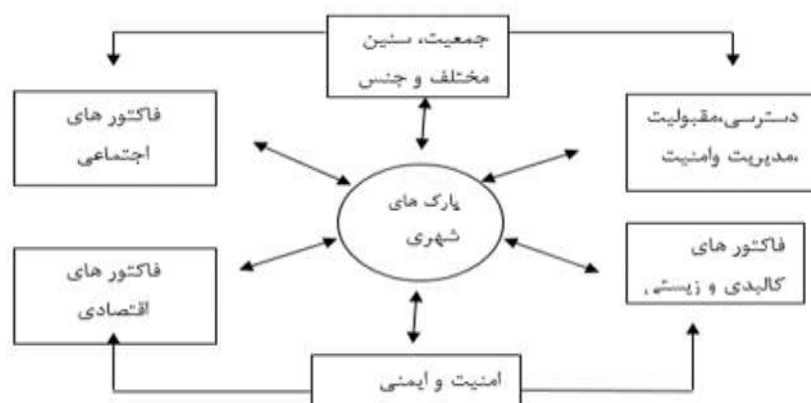 جمعیت، سنین
مختلف و جنس
فاکتور های
اجتماعی
دسترسی،مقبولیت
،مدیریت وامنیت
پارک های
شهری
فاکتور های
اقتصادی
فاکتور های
کالبدی و زیستی
امنیت و ایمنی